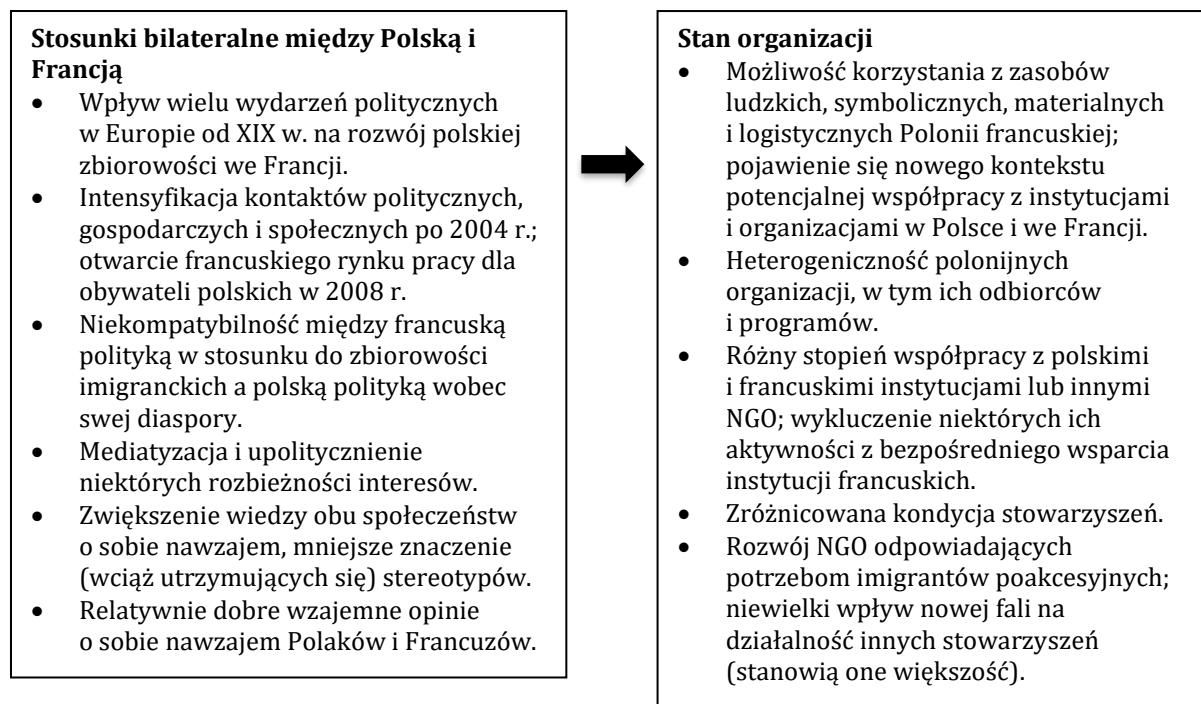 Stosunki bilateralne między Polską i
Francją
• Wpływ wielu wydarzeń politycznych
w Europie od XIX w. na rozwój polskiej
zbiorowości we Francji.
• Intensyfikacja kontaktów politycznych,
gospodarczych i społecznych po 2004 r.;
otwarcie francuskiego rynku pracy dla
obywateli polskich w 2008 r.
• Niekompatybilność między francuską
polityką w stosunku do zbiorowości
imigranckich a polską polityką wobec
swej diaspory.
• Mediatyzacja i upolitycznienie
niektórych rozbieżności interesów.
• Zwiększenie wiedzy obu społeczeństw
o sobie nawzajem, mniejsze znaczenie
(wciąż utrzymujących się) stereotypów.
• Relatywnie dobre wzajemne opinie
o sobie nawzajem Polaków i Francuzów.
Stan organizacji
• Możliwość korzystania z zasobów
ludzkich, symbolicznych, materialnych
i logistycznych Polonii francuskiej;
pojawienie się nowego kontekstu
potencjalnej współpracy z instytucjami
i organizacjami w Polsce i we Francji.
• Heterogeniczność polonijnych
organizacji, w tym ich odbiorców
i programów.
• Różny stopień współpracy z polskimi
i francuskimi instytucjami lub innymi
NGO; wykluczenie niektórych ich
aktywności z bezpośredniego wsparcia
instytucji francuskich.
• Zróżnicowana kondycja stowarzyszeń.
• Rozwój NGO odpowiadających
potrzebom imigrantów poakcesyjnych;
niewielki wpływ nowej fali na
działalność innych stowarzyszeń
(stanowią one większość).